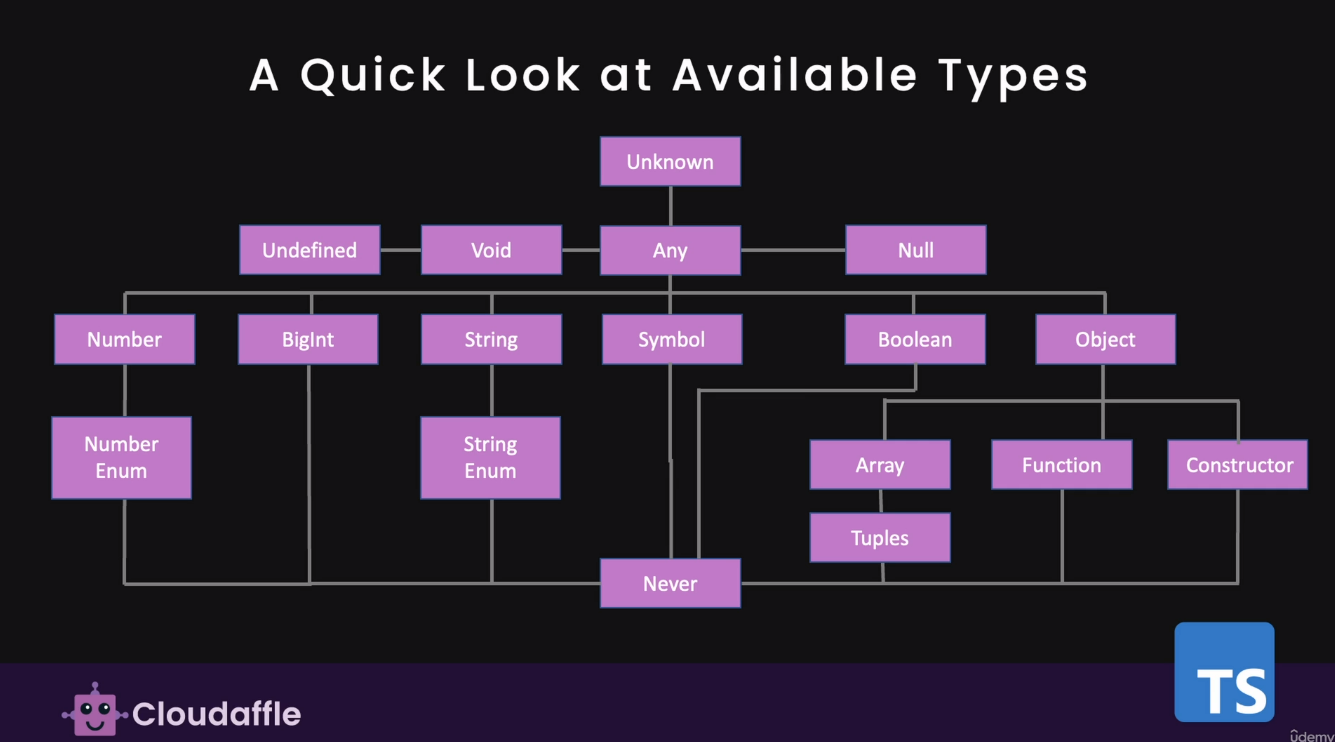 A Quick Look at Available Types
Unknown
Undefined
Void
Any
Null
Number
BigInt
String
Symbol
Boolean
Object
Number
Enum
String
Enum
Array
Function
Constructor
Tuples
Never
TS
Cloudaffle
ûdemy